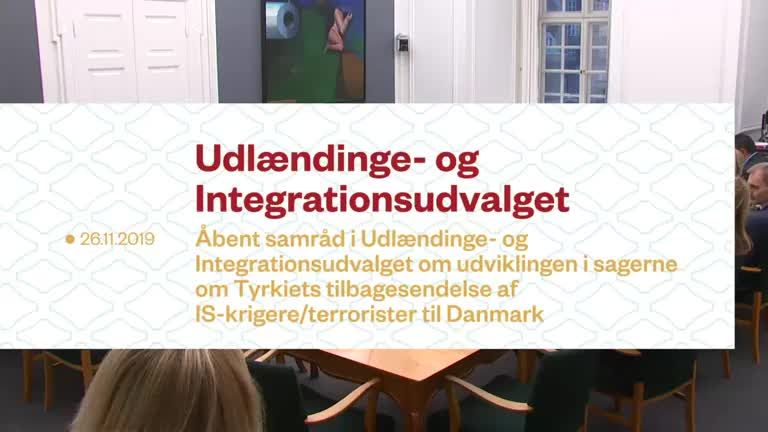 Udlændinge- og
Integrationsudvalget
26.11.2019
Åbent samråd i Udlændinge- og
Integrationsudvalget om udviklingen i sagerne
om Tyrkiets tilbagesendelse af
IS-krigere/terrorister til Danmark